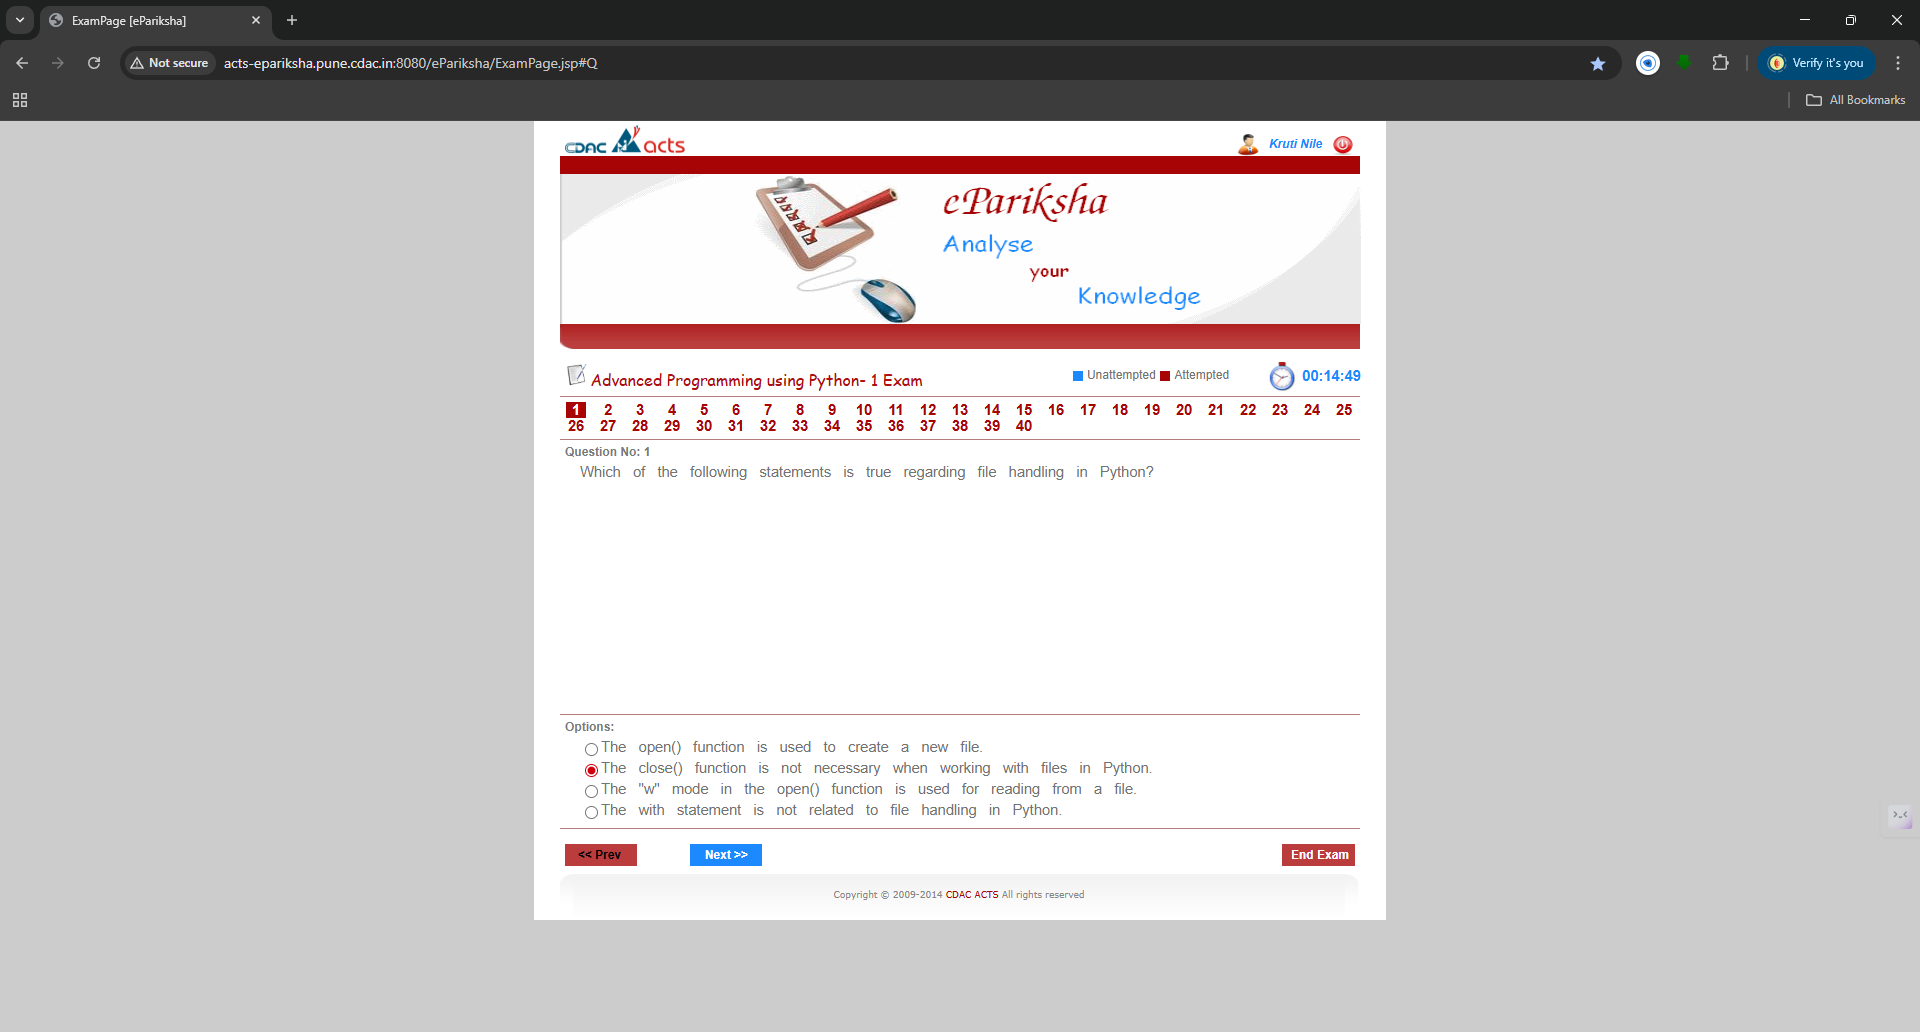 ExamPage [ePariksha]
Not secure acts-epariksha.pune.cdac.in:8080/ePariksha/ExamPage.jsp#Q Verify it's you
All Bookmarks
CDAC acts Kruti Nile
ePariksha
Analyse
your
Knowledge
Advanced Programming using Python- 1 Exam Unattempted Attempted 00:14:49
1 2 3 4 5 6 7 8 9 10 11 12 13 14 15 16 17 18 19 20 21 22 23 24 25
26 27 28 29 30 31 32 33 34 35 36 37 38 39 40
Question No: 1
Which of the following statements is true regarding file handling in Python?
Options:
The open() function is used to create a new file.
The close() function is not necessary when working with files in Python.
The "w" mode in the open() function is used for reading from a file.
The with statement is not related to file handling in Python.
<< Prev Next >> End Exam
Copyright © 2009-2014 CDAC ACTS All rights reserved